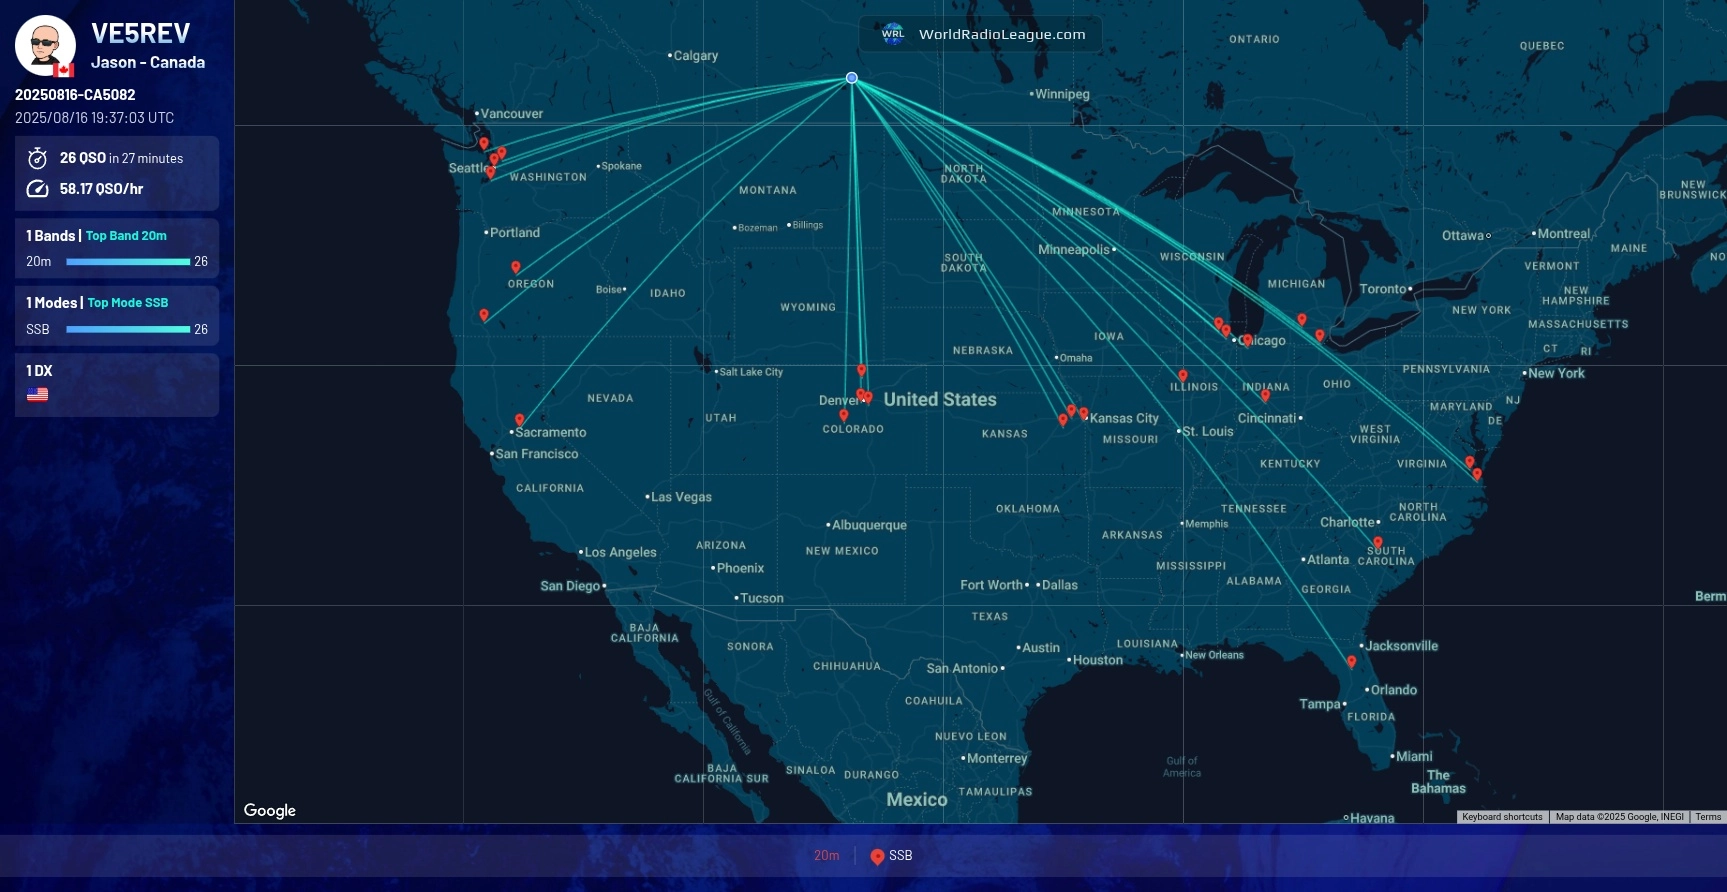 VE5REV
Jason - Canada
20250816-CA5082
2025/08/16 19:37:03 UTC
26 QSO in 27 minutes
58.17 QSO/hr
1 Bands | Top Band 20m
20m 26
1 Modes | Top Mode SSB
SSB 26
1 DX
WRL WorldRadioLeague.com
Calgary
ONTARIO
QUEBEC
Winnipeg
Vancouver
Seattle
Spokane
WASHINGTON
NORTH
DAKOTA
MONTANA
NEW
BRUNSWICK
MINNESOTA
Portland
Bozeman
Billings
Ottawa
Montreal
Minneapolis
MAINE
WISCONSIN
NO
SOUTH
DAKOTA
VERMONT
OREGON
Boise
IDAHO
MICHIGAN
Toronto
NEW
HAMPSHIRE
WYOMING
NEW YORK
MASSACHUSETTS
IOWA
Chicago
CT
RI
NEBRASKA
Omaha
Salt Lake City
PENNSYLVANIA
New York
ILLINOIS
INDIANA
OHIO
NEVADA
Denver
United States
NJ
MARYLAND
DE
UTAH
Kansas City
Cincinnati
Sacramento
COLORADO
KANSAS
MISSOURI
St. Louis
WEST
VIRGINIA
San Francisco
KENTUCKY
VIRGINIA
CALIFORNIA
Las Vegas
OKLAHOMA
TENNESSEE
NORTH
CAROLINA
Albuquerque
Memphis
Charlotte
ARKANSAS
Los Angeles
ARIZONA
NEW MEXICO
SOUTH
CAROLINA
Phoenix
MISSISSIPPI
Atlanta
San Diego
Fort Worth
Dallas
ALABAMA
GEORGIA
Tucson
Berm
TEXAS
BAJA
CALIFORNIA
SONORA
Austin
LOUISIANA
Jacksonville
CHIHUAHUA
San Antonio
Houston
New Orleans
Orlando
COAHUILA
Tampa
FLORIDA
Gulf of California
NUEVO LEON
Monterrey
Gulf of
America
Miami
BAJA
CALIFORNIA SUR
SINALOA
DURANGO
The
Bahamas
TAMAULIPAS
Mexico
Google
Havana
Keyboard shortcuts
Map data ©2025 Google, INEGI
Terms
20m
SSB